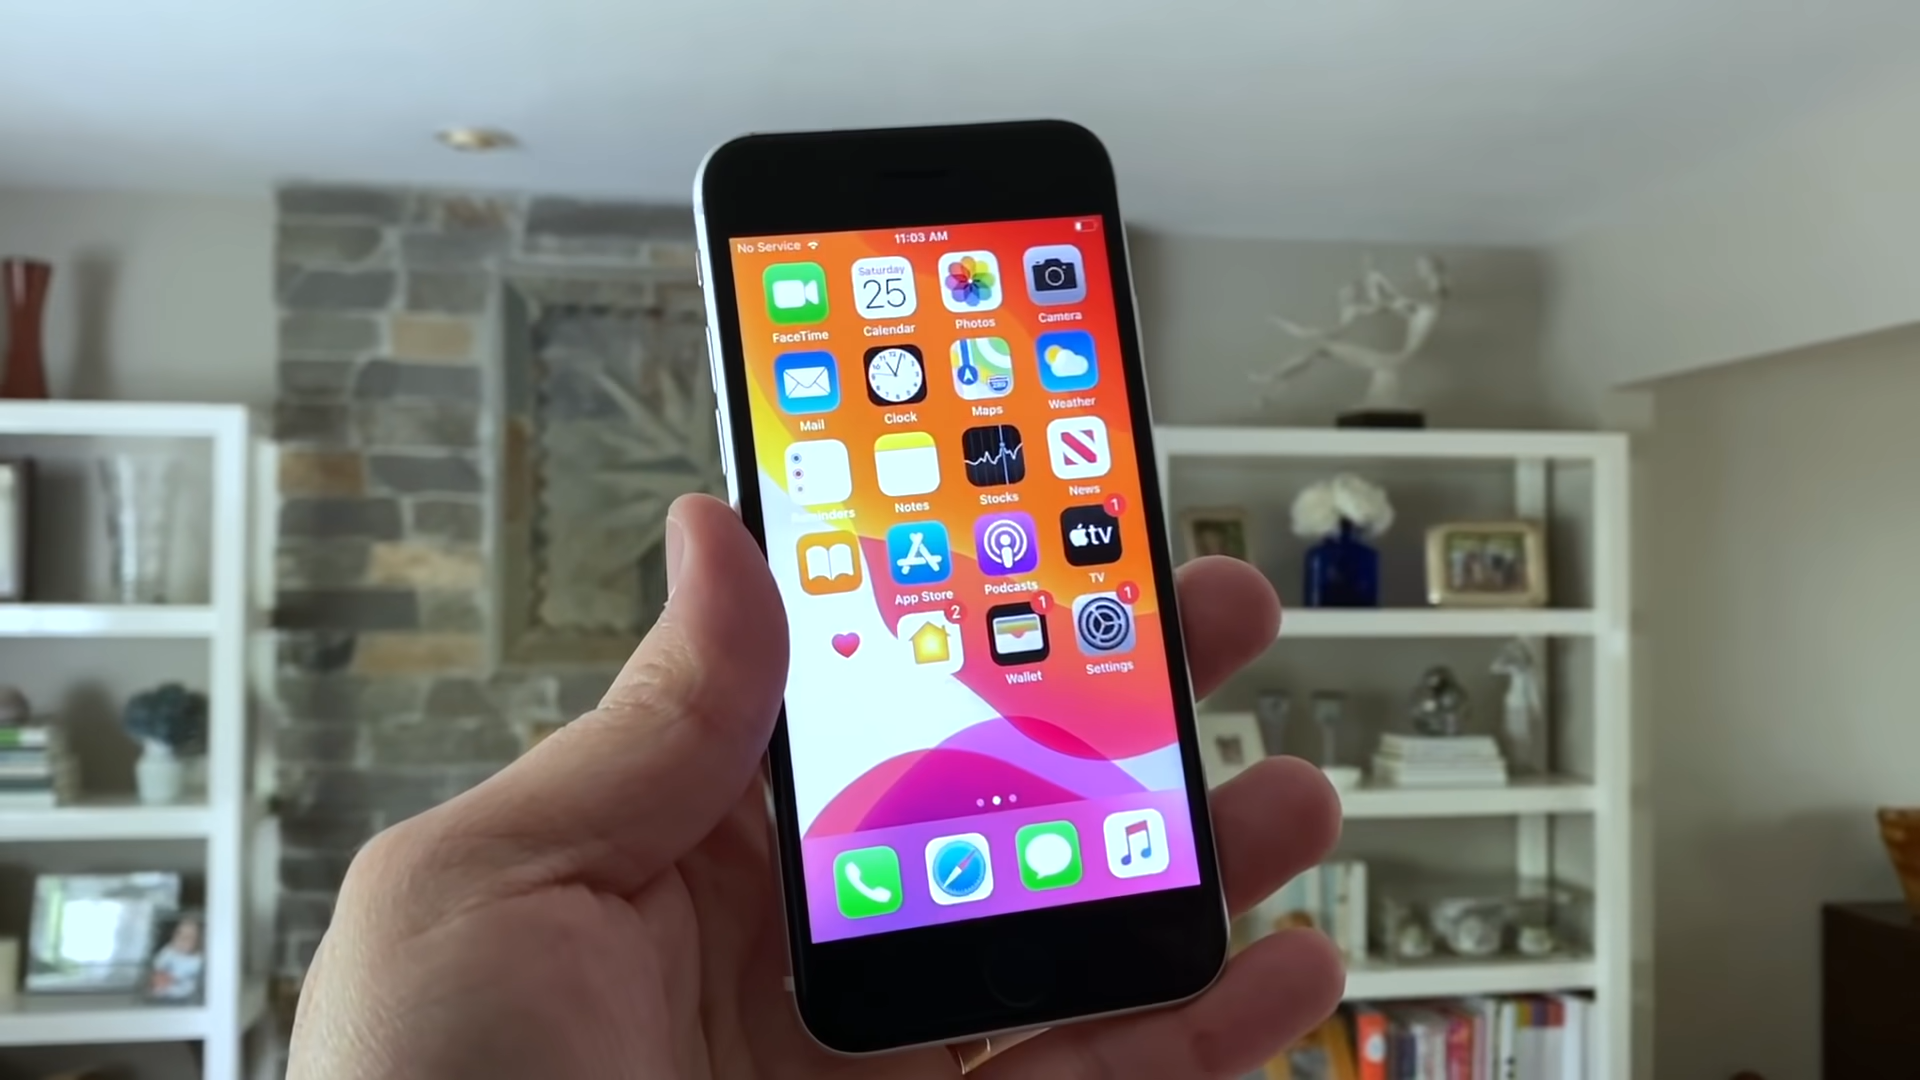 No Service 11:03 AM
Saturday
25
FaceTime Calendar Photos Camera
Mail Clock Maps Weather
Reminders Notes Stocks News
1
tv
App Store Podcasts TV
2 1 1
Wallet Settings